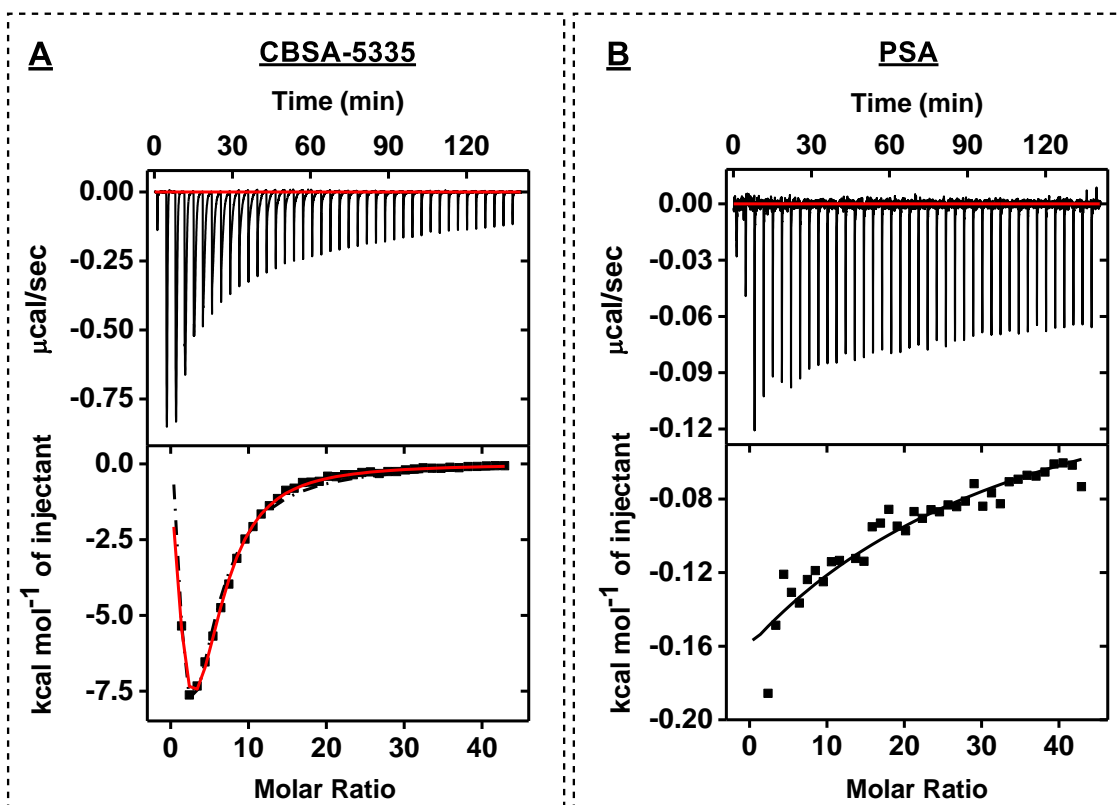 A
CBSA-5335
Time (min)
0 30 60 90 120
0.00
-0.25
-0.50
-0.75
μcal/sec
0.0
-2.5
-5.0
-7.5
kcal mol⁻¹ of injectant
0 10 20 30 40
Molar Ratio
B
PSA
Time (min)
0 30 60 90 120
0.00
-0.03
-0.06
-0.09
-0.12
μcal/sec
-0.08
-0.12
-0.16
-0.20
kcal mol⁻¹ of injectant
0 10 20 30 40
Molar Ratio